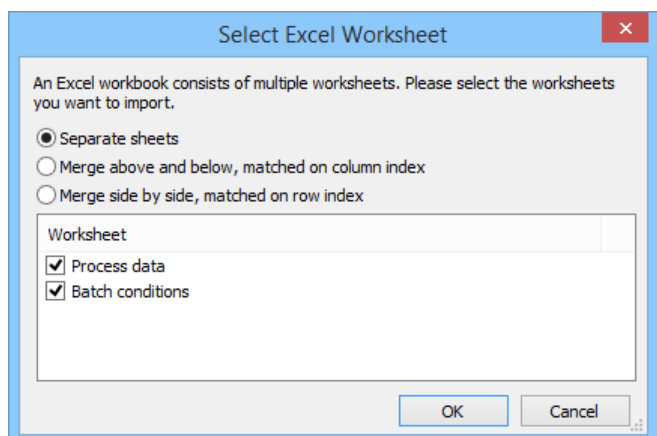 Select Excel Worksheet
An Excel workbook consists of multiple worksheets. Please select the worksheets
you want to import.
Separate sheets
Merge above and below, matched on column index
Merge side by side, matched on row index
Worksheet
Process data
Batch conditions
OK Cancel